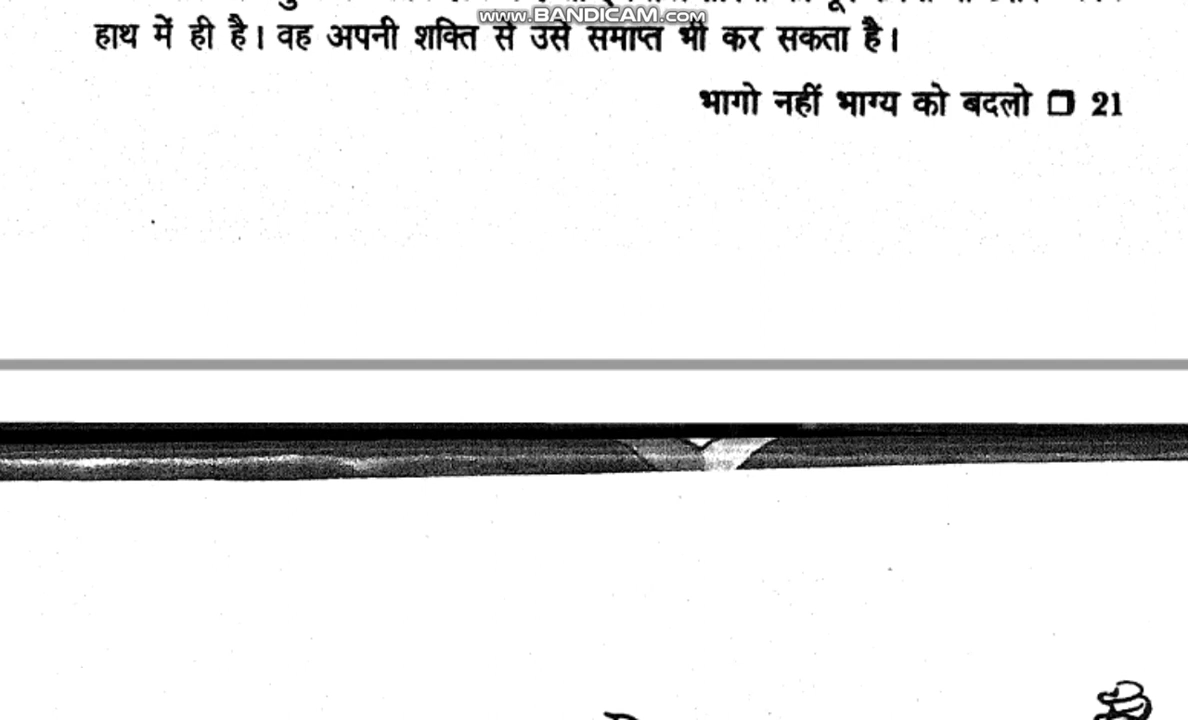 www.BANDICAM.com
हाथ में ही है। वह अपनी शक्ति से उसे समाप्त भी कर सकता है।
भागो नहीं भाग्य को बदलो ❒ 21